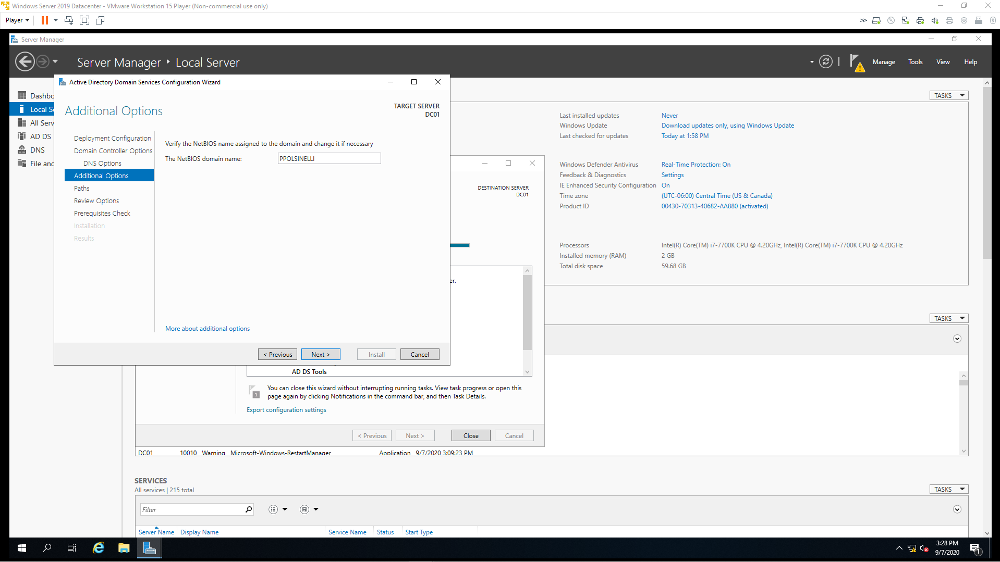 Windows Server 2019 Datacenter - VMware Workstation 15 Player (Non-commercial use only)
Player
Server Manager
Server Manager
Local Server
Manage
Tools
View
Help
Dashbo
Local Se
All Serv
AD DS
DNS
File and
Active Directory Domain Services Configuration Wizard
Additional Options
TARGET SERVER
DC01
Deployment Configuration
Domain Controller Options
DNS Options
Additional Options
Paths
Review Options
Prerequisites Check
Installation
Results
Verify the NetBIOS name assigned to the domain and change it if necessary
The NetBIOS domain name:
PPOLSINELLI
More about additional options
< Previous
Next >
Install
Cancel
DESTINATION SERVER
DC01
er.
AD DS Tools
1
You can close this wizard without interrupting running tasks. View task progress or open this
page again by clicking Notifications in the command bar, and then Task Details.
Export configuration settings
< Previous
Next >
Close
Cancel
TASKS
Last installed updates
Never
Windows Update
Download updates only, using Windows Update
Last checked for updates
Today at 1:58 PM
Windows Defender Antivirus
Real-Time Protection: On
Feedback & Diagnostics
Settings
IE Enhanced Security Configuration
On
Time zone
(UTC-06:00) Central Time (US & Canada)
Product ID
00430-70313-40682-AA880 (activated)
Processors
Intel(R) Core(TM) i7-7700K CPU @ 4.20GHz, Intel(R) Core(TM) i7-7700K CPU @ 4.20GHz
Installed memory (RAM)
2 GB
Total disk space
59.68 GB
TASKS
DC01 10010 Warning Microsoft-Windows-RestartManager Application 9/7/2020 3:09:23 PM
SERVICES
All services | 215 total
TASKS
Filter
Server Name Display Name Service Name Status Start Type
3:28 PM
9/7/2020
1